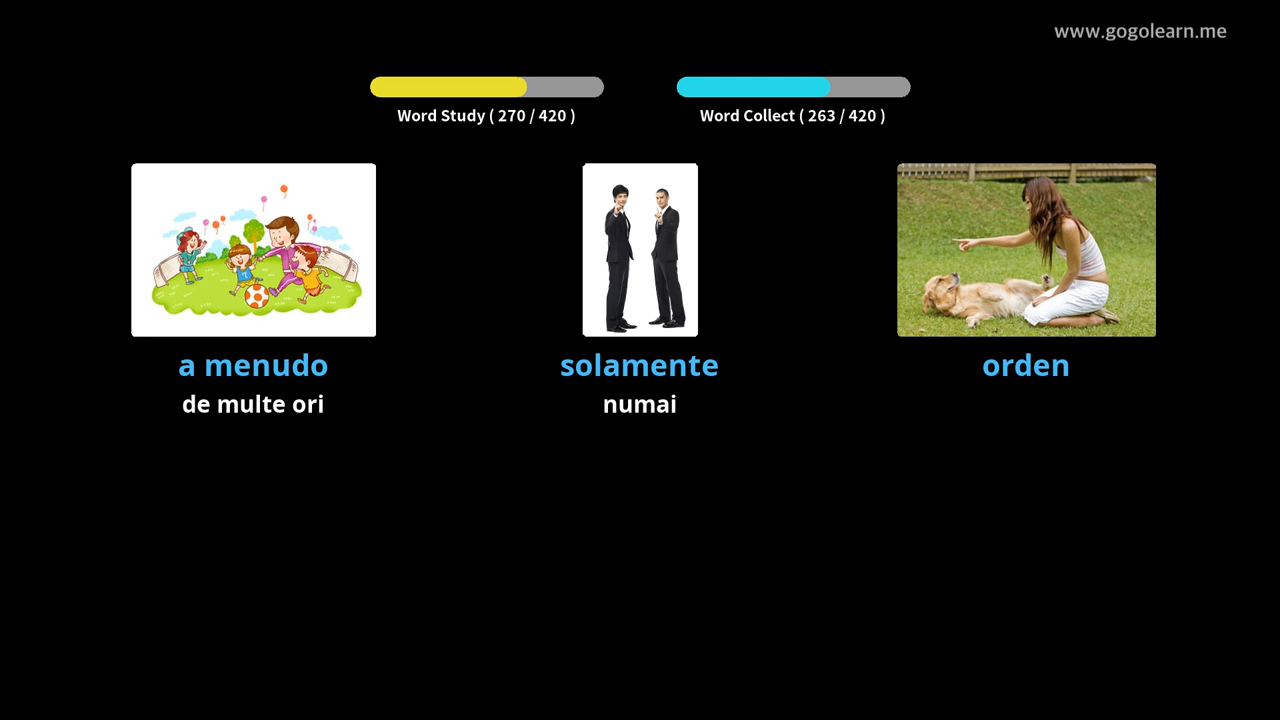 www.gogolearn.me
Word Study ( 270 / 420 )
Word Collect ( 263 / 420 )
a menudo
de multe ori
solamente
numai
orden